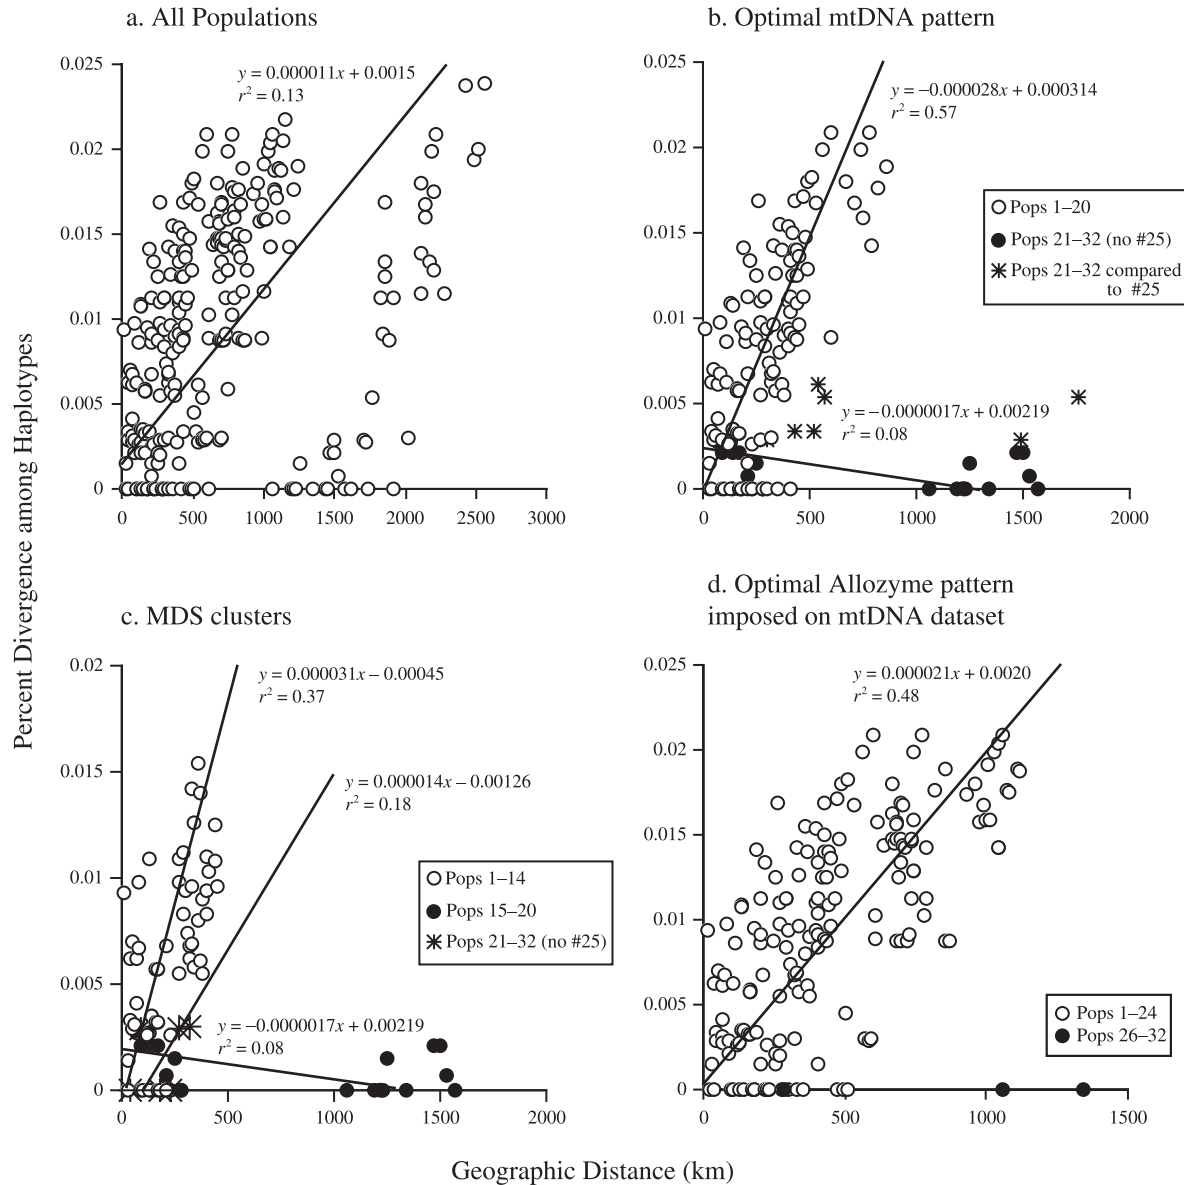 a. All Populations
y = 0.000011x + 0.0015
r² = 0.13
0.025
0.02
0.015
0.01
0.005
0
0 500 1000 1500 2000 2500 3000
b. Optimal mtDNA pattern
y = −0.000028x + 0.000314
r² = 0.57
Pops 1–20
Pops 21–32 (no #25)
Pops 21–32 compared
to #25
y = −0.0000017x + 0.00219
r² = 0.08
0.025
0.02
0.015
0.01
0.005
0
0 500 1000 1500 2000
Percent Divergence among Haplotypes
c. MDS clusters
y = 0.000031x – 0.00045
r² = 0.37
y = 0.000014x – 0.00126
r² = 0.18
Pops 1–14
Pops 15–20
Pops 21–32 (no #25)
y = −0.0000017x + 0.00219
r² = 0.08
0.02
0.015
0.01
0.005
0
0 500 1000 1500 2000
d. Optimal Allozyme pattern
imposed on mtDNA dataset
y = 0.000021x + 0.0020
r² = 0.48
Pops 1–24
Pops 26–32
0.025
0.02
0.015
0.01
0.005
0
0 500 1000 1500
Geographic Distance (km)